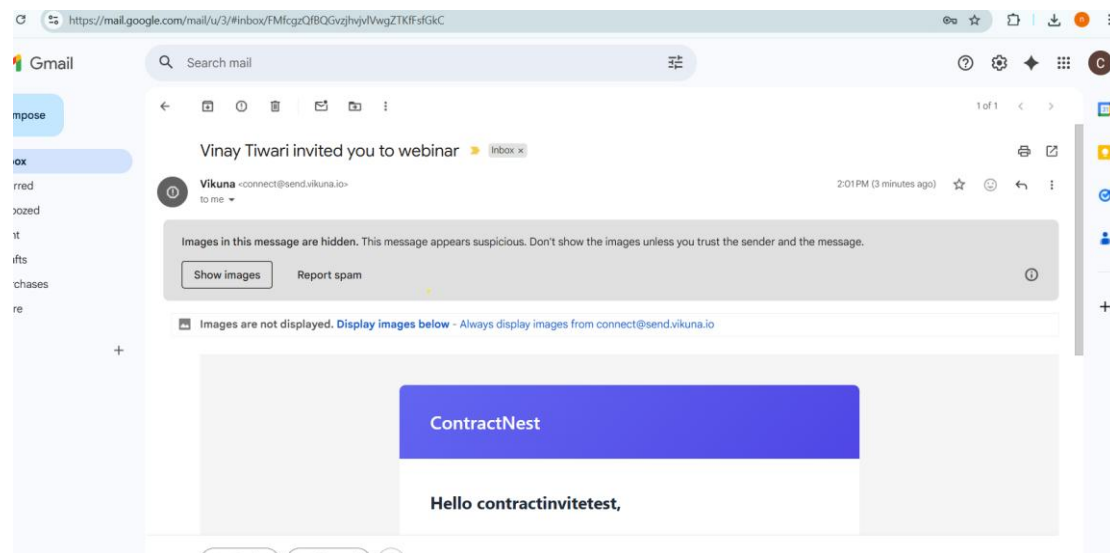 https://mail.google.com/mail/u/3/#inbox/FMfcgzQfBQGvzjhvjvlVwgZTKfFsfGkC
Gmail
Search mail
C
mpose
1 of 1
Vinay Tiwari invited you to webinar
Inbox x
ox
rred
Vikuna <connect@send.vikuna.io>
2:01 PM (3 minutes ago)
to me
oozed
nt
afts
rchases
re
Images in this message are hidden. This message appears suspicious. Don't show the images unless you trust the sender and the message.
Show images
Report spam
Images are not displayed. Display images below - Always display images from connect@send.vikuna.io
ContractNest
Hello contractinvitetest,